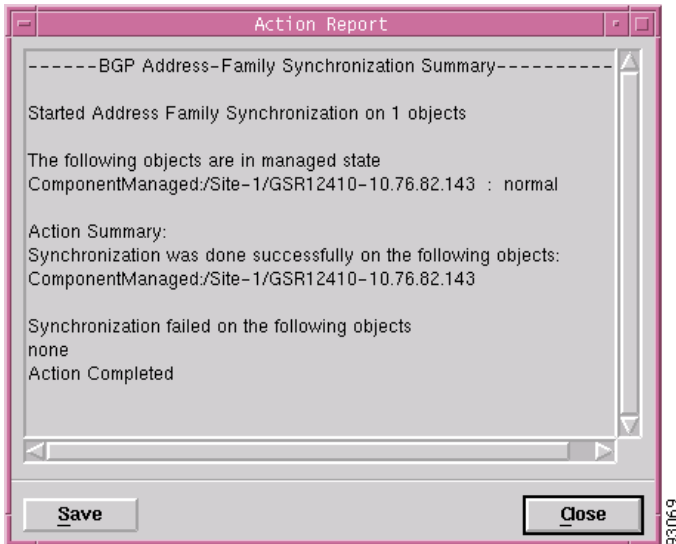 Action Report
------BGP Address-Family Synchronization Summary----------
Started Address Family Synchronization on 1 objects
The following objects are in managed state
ComponentManaged:/Site-1/GSR12410-10.76.82.143 : normal
Action Summary:
Synchronization was done successfully on the following objects:
ComponentManaged:/Site-1/GSR12410-10.76.82.143
Synchronization failed on the following objects
none
Action Completed
Save
Close
93069